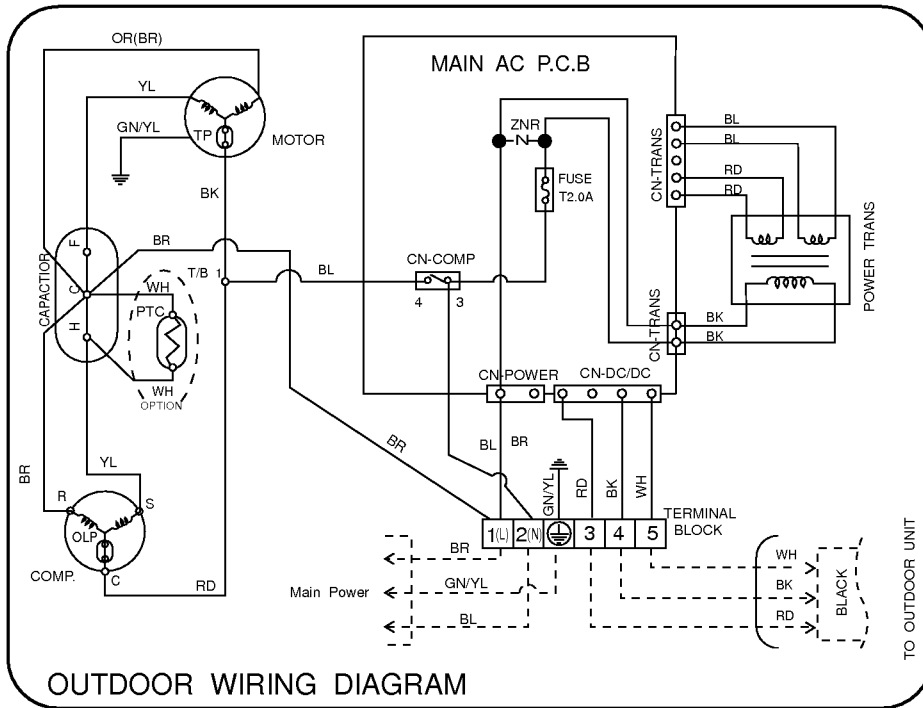 OR(BR)
MAIN AC P.C.B
YL
ZNR
BL
GN/YL
TP
MOTOR
BL
CN-TRANS
FUSE
T2.0A
RD
BK
RD
POWER TRANS
F
BR
CN-COMP
T/B 1
BL
CAPACTIOR
C
WH
4 3
PTC
H
BK
CN-TRANS
BK
WH
OPTION
CN-POWER
CN-DC/DC
BR
BL
BR
YL
BR
GN/YL
RD
BK
WH
R
S
OLP
TERMINAL
BLOCK
1(L) 2(N) 3 4 5
COMP.
C
RD
BR
WH
Main Power
GN/YL
BK
BLACK
BL
RD
TO OUTDOOR UNIT
OUTDOOR WIRING DIAGRAM